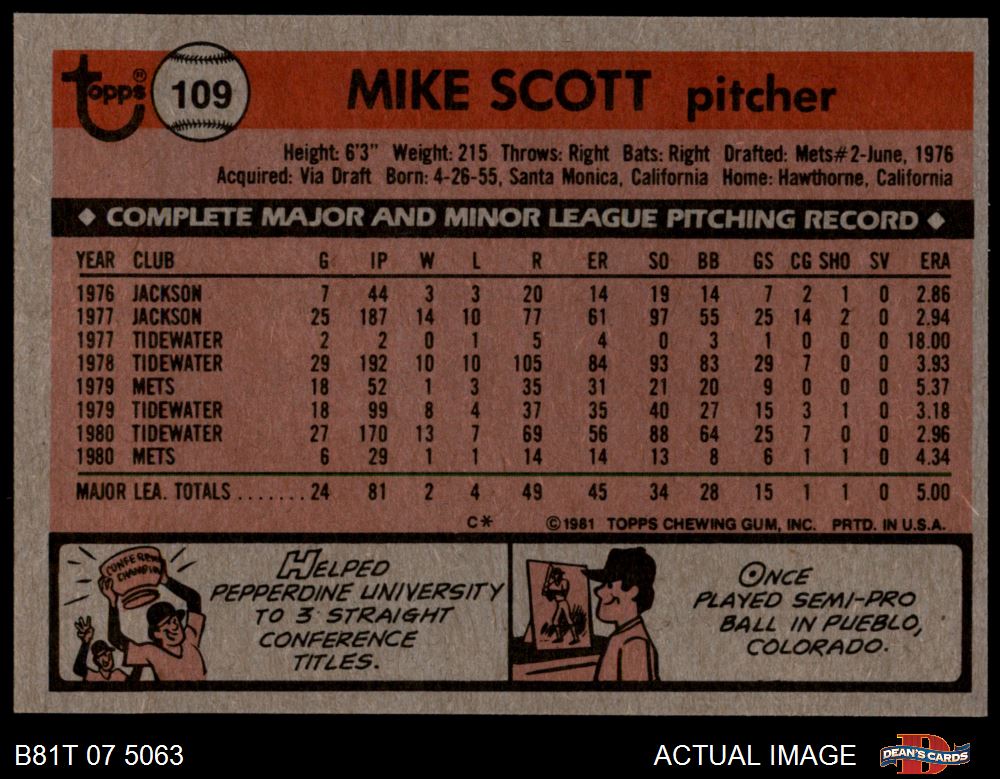 topps® 109 MIKE SCOTT pitcher
Height: 6'3" Weight: 215 Throws: Right Bats: Right Drafted: Mets#2-June, 1976
Acquired: Via Draft Born: 4-26-55, Santa Monica, California Home: Hawthorne, California
◆ COMPLETE MAJOR AND MINOR LEAGUE PITCHING RECORD ◆
YEAR CLUB G IP W L R ER SO BB GS CG SHO SV ERA
1976 JACKSON 7 44 3 3 20 14 19 14 7 2 1 0 2.86
1977 JACKSON 25 187 14 10 77 61 97 55 25 14 2 0 2.94
1977 TIDEWATER 2 2 0 1 5 4 0 3 1 0 0 0 18.00
1978 TIDEWATER 29 192 10 10 105 84 93 83 29 7 0 0 3.93
1979 METS 18 52 1 3 35 31 21 20 9 0 0 0 5.37
1979 TIDEWATER 18 99 8 4 37 35 40 27 15 3 1 0 3.18
1980 TIDEWATER 27 170 13 7 69 56 88 64 25 7 0 0 2.96
1980 METS 6 29 1 1 14 14 13 8 6 1 1 0 4.34
MAJOR LEA. TOTALS ....... 24 81 2 4 49 45 34 28 15 1 1 0 5.00
C* ©1981 TOPPS CHEWING GUM, INC. PRTD. IN U.S.A.
CONFERENCE
CHAMPION
HELPED
PEPPERDINE UNIVERSITY
TO 3 STRAIGHT
CONFERENCE
TITLES.
ONCE
PLAYED SEMI-PRO
BALL IN PUEBLO,
COLORADO.
B81T 07 5063 ACTUAL IMAGE DEAN'S CARDS